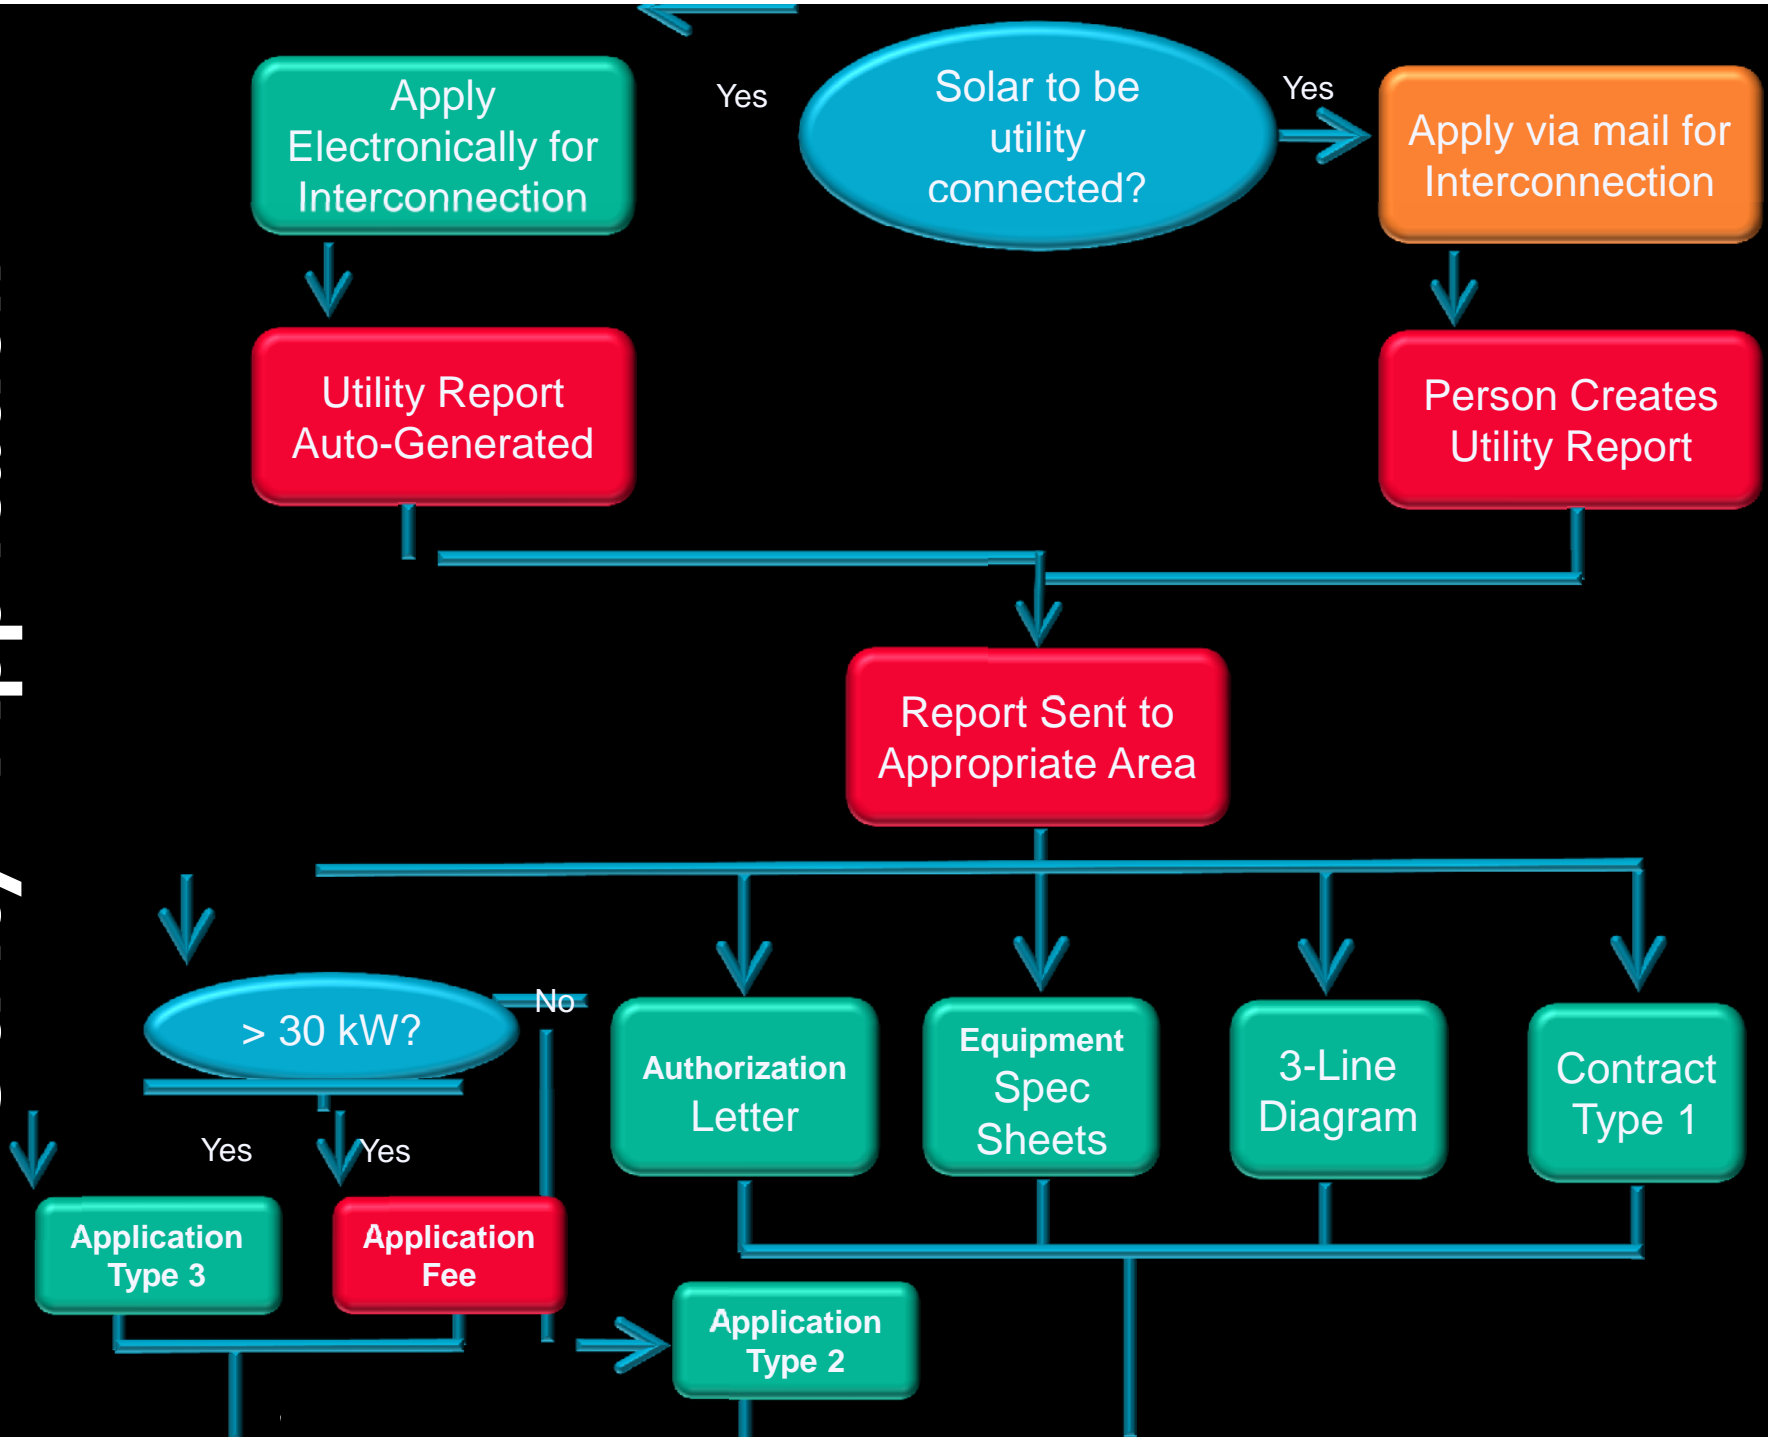 Apply
Electronically for
Interconnection
Yes
Solar to be
utility
connected?
Yes
Apply via mail for
Interconnection
Utility Report
Auto-Generated
Person Creates
Utility Report
Report Sent to
Appropriate Area
> 30 kW?
No
Authorization
Letter
Equipment
Spec
Sheets
3-Line
Diagram
Contract
Type 1
Yes
Yes
Application
Type 3
Application
Fee
Application
Type 2